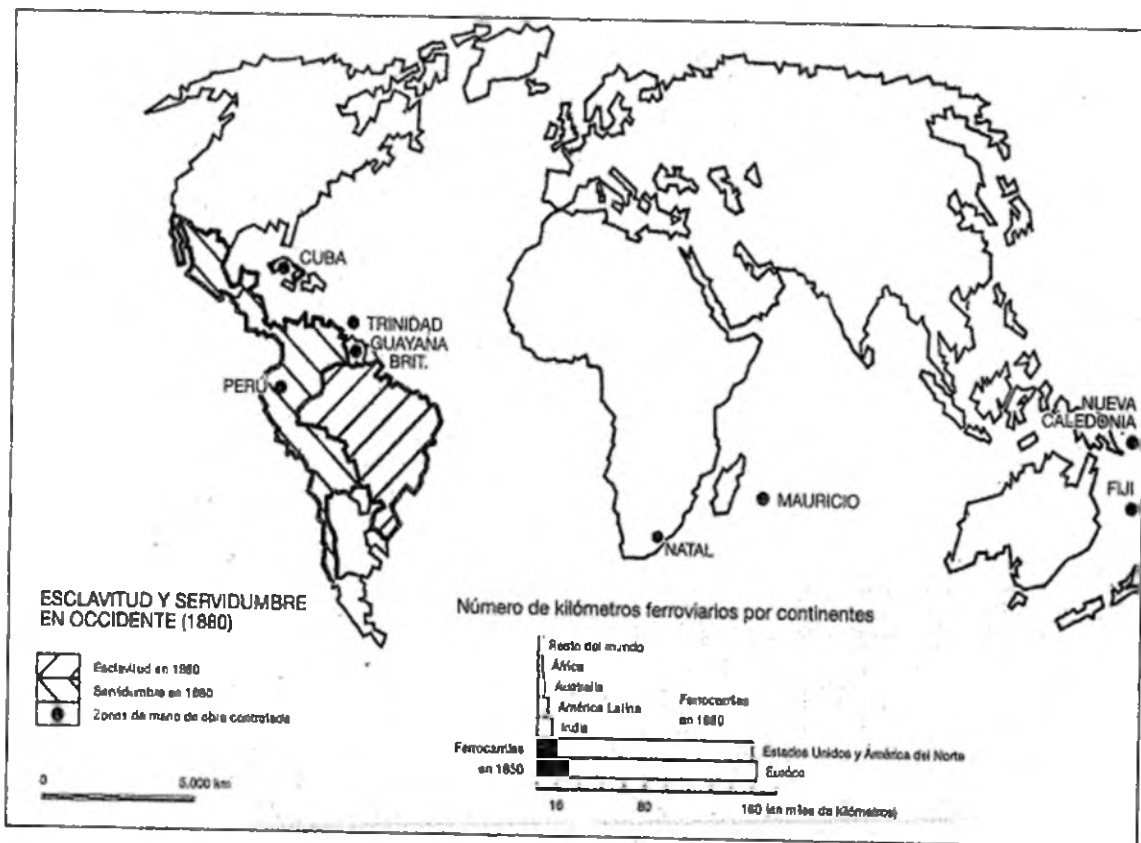 CUBA
TRINIDAD
GUAYANA
BRIT.
PERÚ
NUEVA
CALEDONIA
FIJI
MAURICIO
NATAL
ESCLAVITUD Y SERVIDUMBRE
EN OCCIDENTE (1880)
Esclavitud en 1880
Servidumbre en 1880
Zonas de mano de obra contratada
0 5.000 km
Número de kilómetros ferroviarios por continentes
Resto del mundo
África
Australia
América Latina
India
Ferrocarriles
en 1880
Ferrocarriles
en 1850
Estados Unidos y América del Norte
Europa
16 80 160 (en miles de Kilómetros)